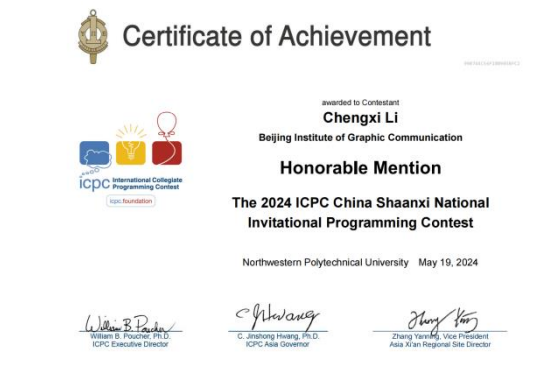 Certificate of Achievement
awarded to Contestant
Chengxi Li
Beijing Institute of Graphic Communication
Honorable Mention
The 2024 ICPC China Shaanxi National
Invitational Programming Contest
Northwestern Polytechnical University May 19, 2024
icpc International Collegiate
Programming Contest
icpc.foundation
William B. Poucher
William B. Poucher, Ph.D.
ICPC Executive Director
C J Hwang
C. Jinshong Hwang, Ph.D.
ICPC Asia Governor
Zhang Yanning, Vice President
Asia Xi'an Regional Site Director